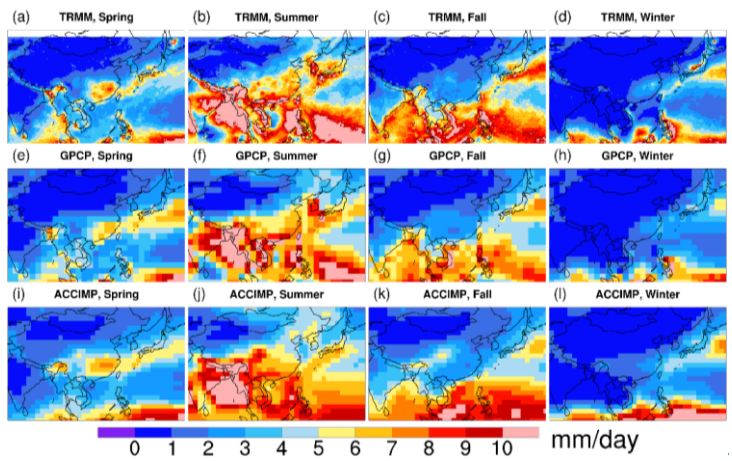 (a) TRMM, Spring (b) TRMM, Summer (c) TRMM, Fall (d) TRMM, Winter
(e) GPCP, Spring (f) GPCP, Summer (g) GPCP, Fall (h) GPCP, Winter
(i) ACCIMP, Spring (j) ACCIMP, Summer (k) ACCIMP, Fall (l) ACCIMP, Winter
0 1 2 3 4 5 6 7 8 9 10 mm/day